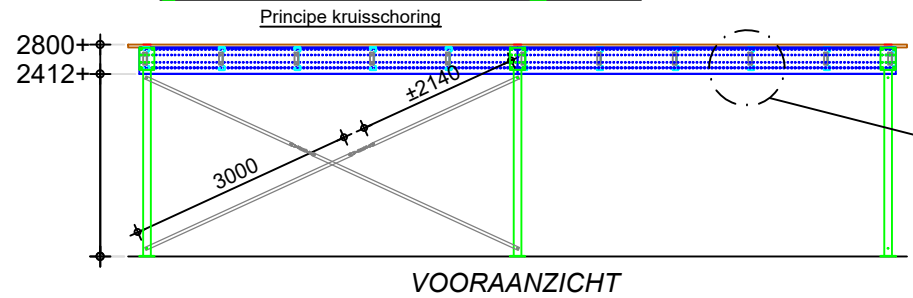 Principe kruisschoring
2800+
2412+
±2140
3000
VOORAANZICHT